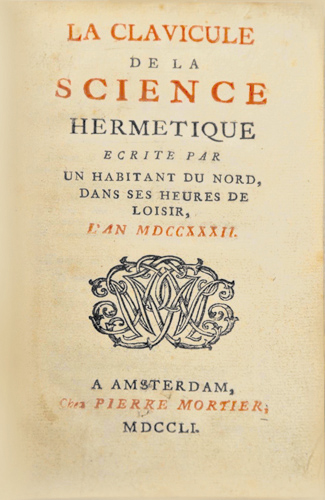 LA CLAVICULE
DE LA
SCIENCE
HERMETIQUE
ECRITE PAR
UN HABITANT DU NORD,
DANS SES HEURES DE
LOISIR,
L'AN MDCCXXXII.
A AMSTERDAM,
Chez PIERRE MORTIER,
MDCCLI.